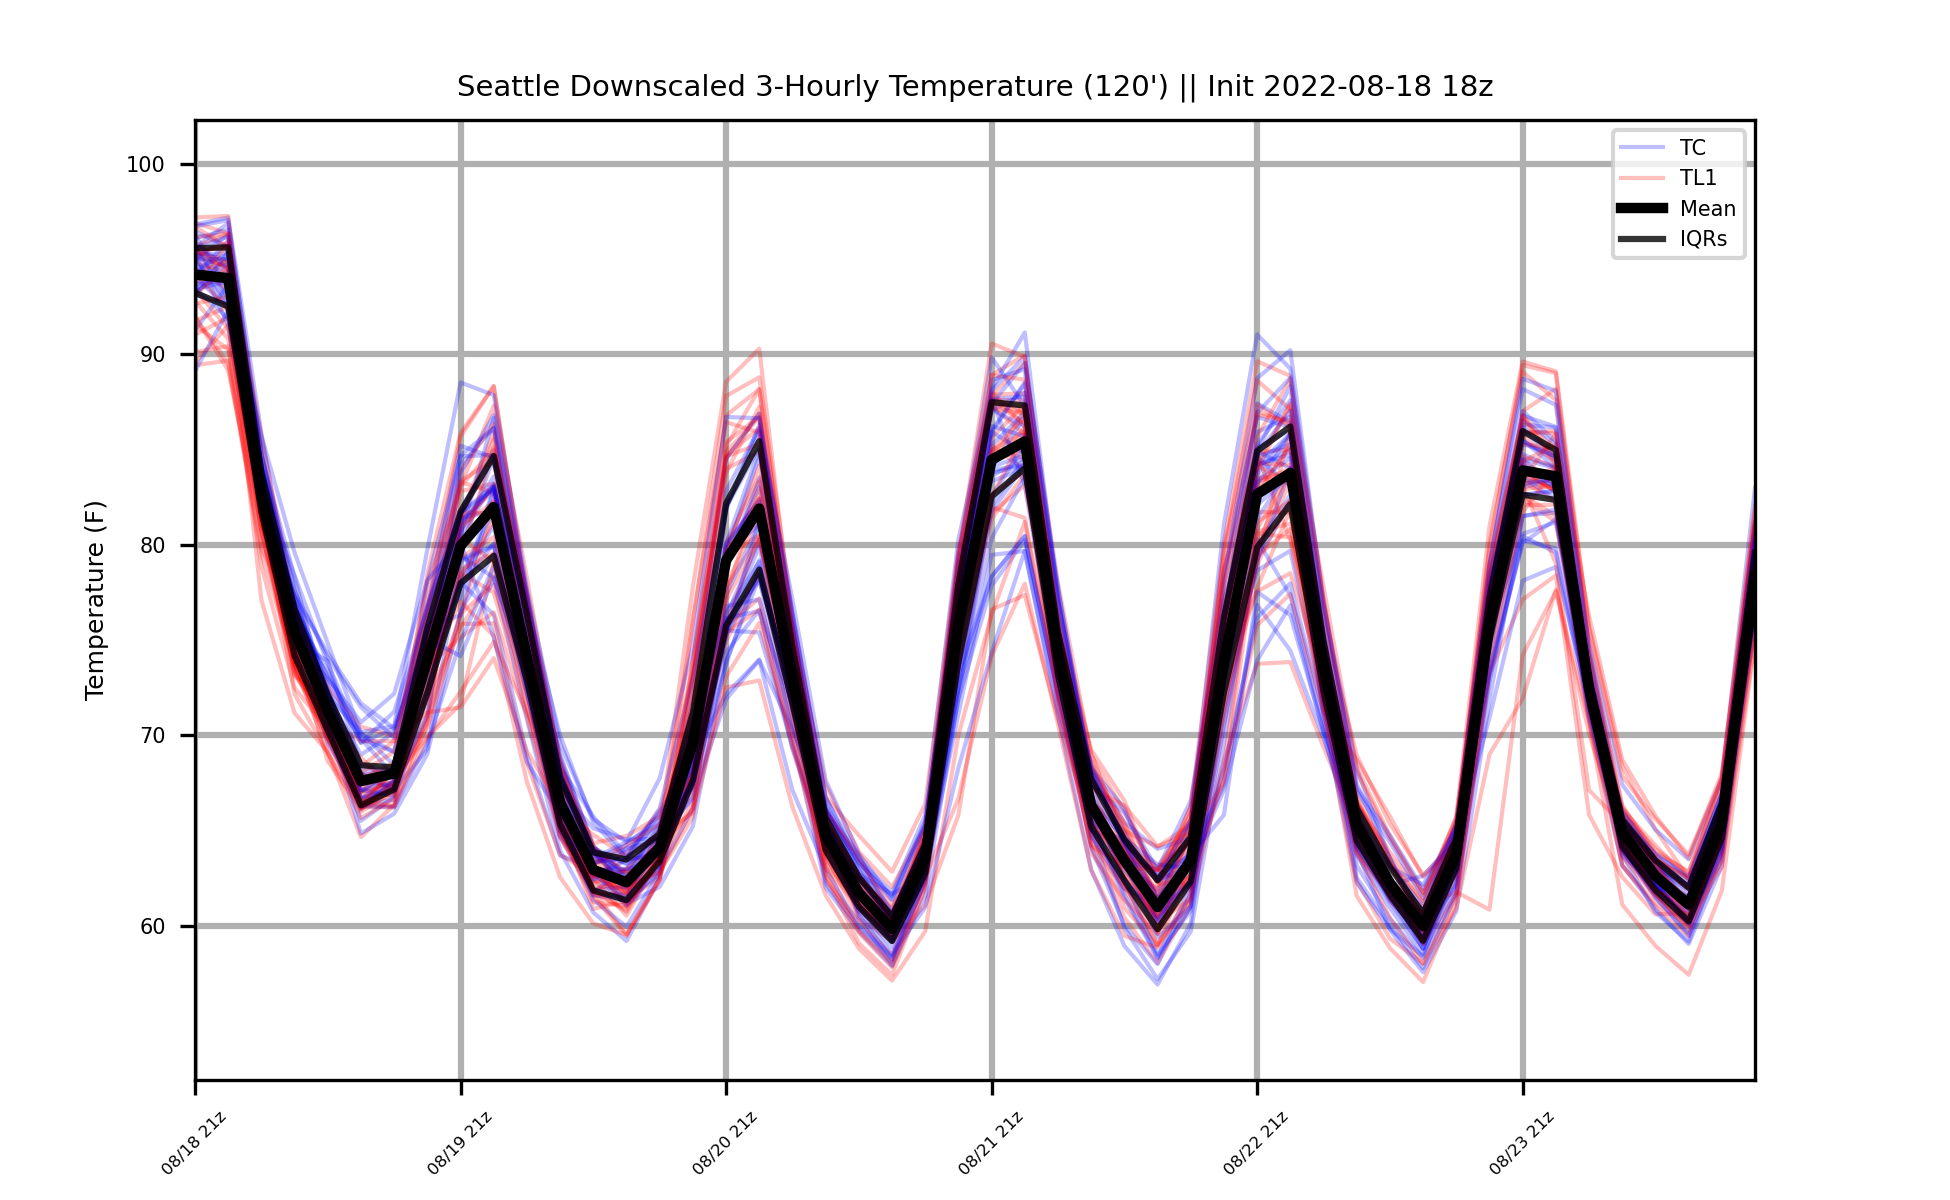 Seattle Downscaled 3-Hourly Temperature (120') || Init 2022-08-18 18z
TC
TL1
Mean
IQRs
Temperature (F)
100
90
80
70
60
08/18 21z
08/19 21z
08/20 21z
08/21 21z
08/22 21z
08/23 21z